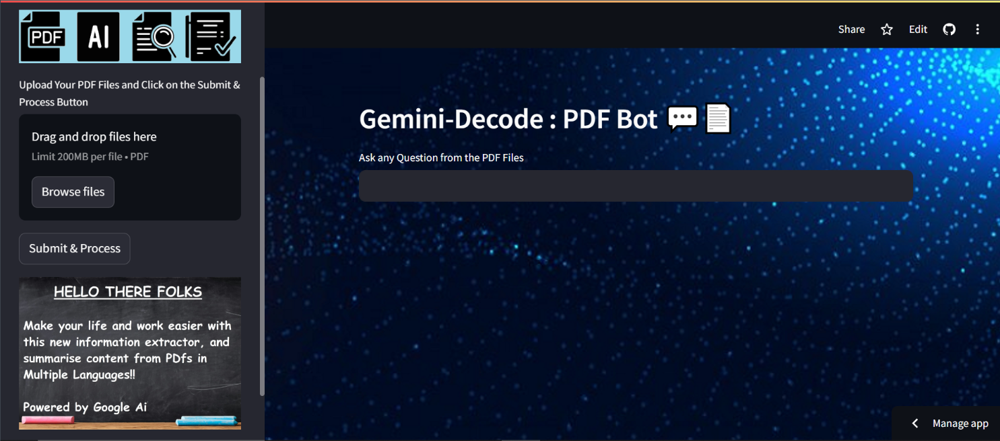 PDF AI
Upload Your PDF Files and Click on the Submit &
Process Button
Drag and drop files here
Limit 200MB per file • PDF
Browse files
Submit & Process
HELLO THERE FOLKS
Make your life and work easier with
this new information extractor, and
summarise content from PDfs in
Multiple Languages!!
Powered by Google Ai
Share Edit
Gemini-Decode : PDF Bot
Ask any Question from the PDF Files
Manage app